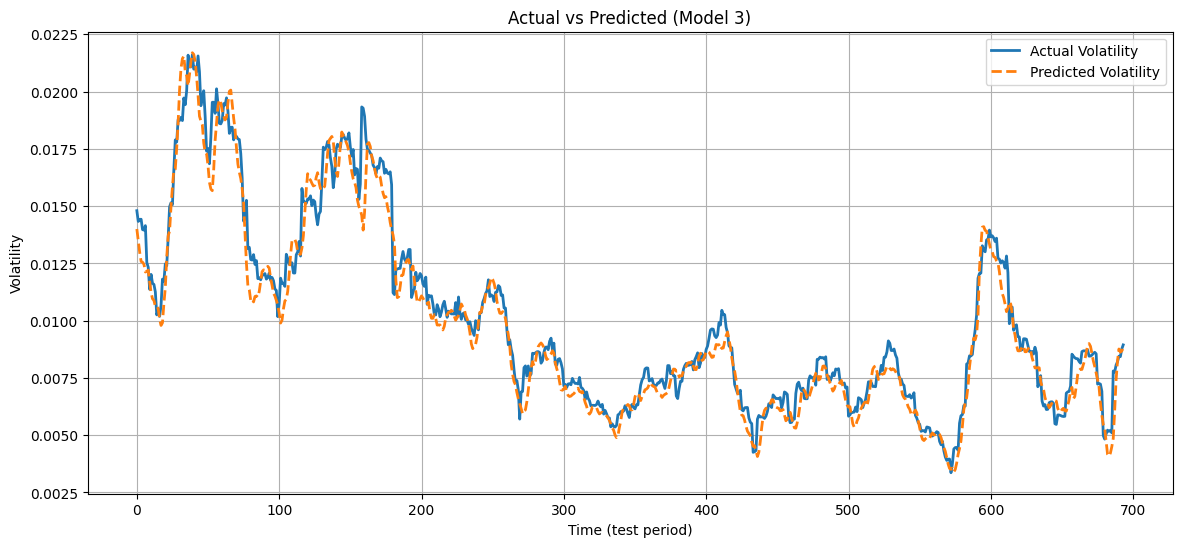 Actual vs Predicted (Model 3)
Actual Volatility
Predicted Volatility
Volatility
0.0225
0.0200
0.0175
0.0150
0.0125
0.0100
0.0075
0.0050
0.0025
0 100 200 300 400 500 600 700
Time (test period)